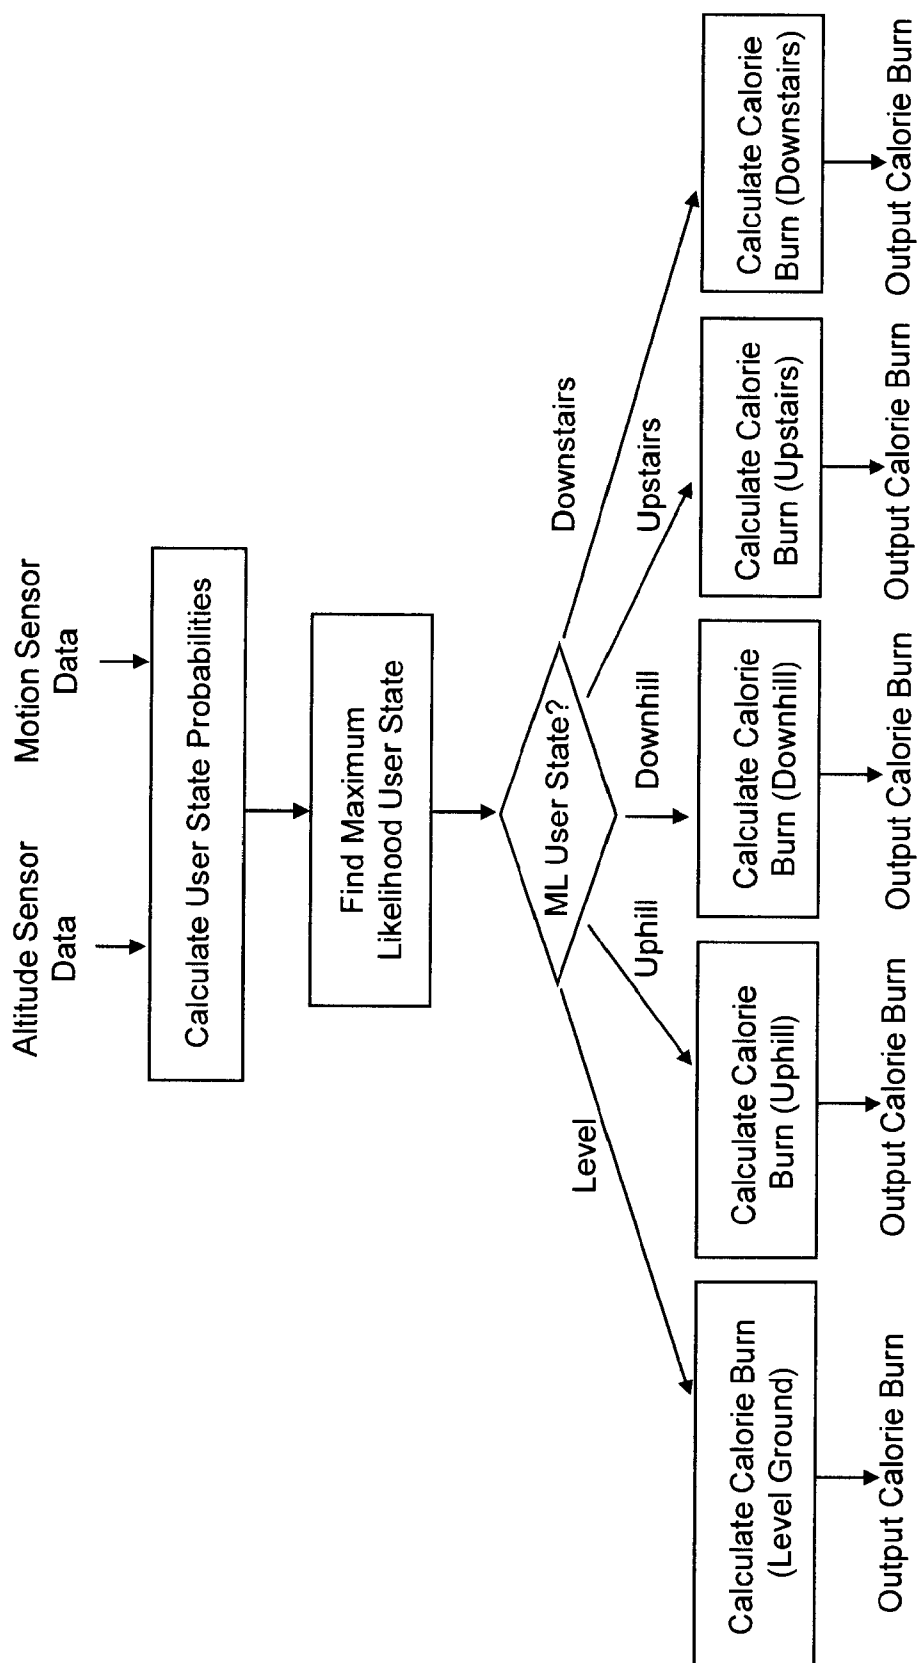 Altitude Sensor
Data
Motion Sensor
Data
Calculate User State Probabilities
Find Maximum
Likelihood User State
ML User State?
Level
Uphill
Downhill
Upstairs
Downstairs
Calculate Calorie Burn
(Level Ground)
Calculate Calorie
Burn (Uphill)
Calculate Calorie
Burn (Downhill)
Calculate Calorie
Burn (Upstairs)
Calculate Calorie
Burn (Downstairs)
Output Calorie Burn
Output Calorie Burn
Output Calorie Burn
Output Calorie Burn
Output Calorie Burn